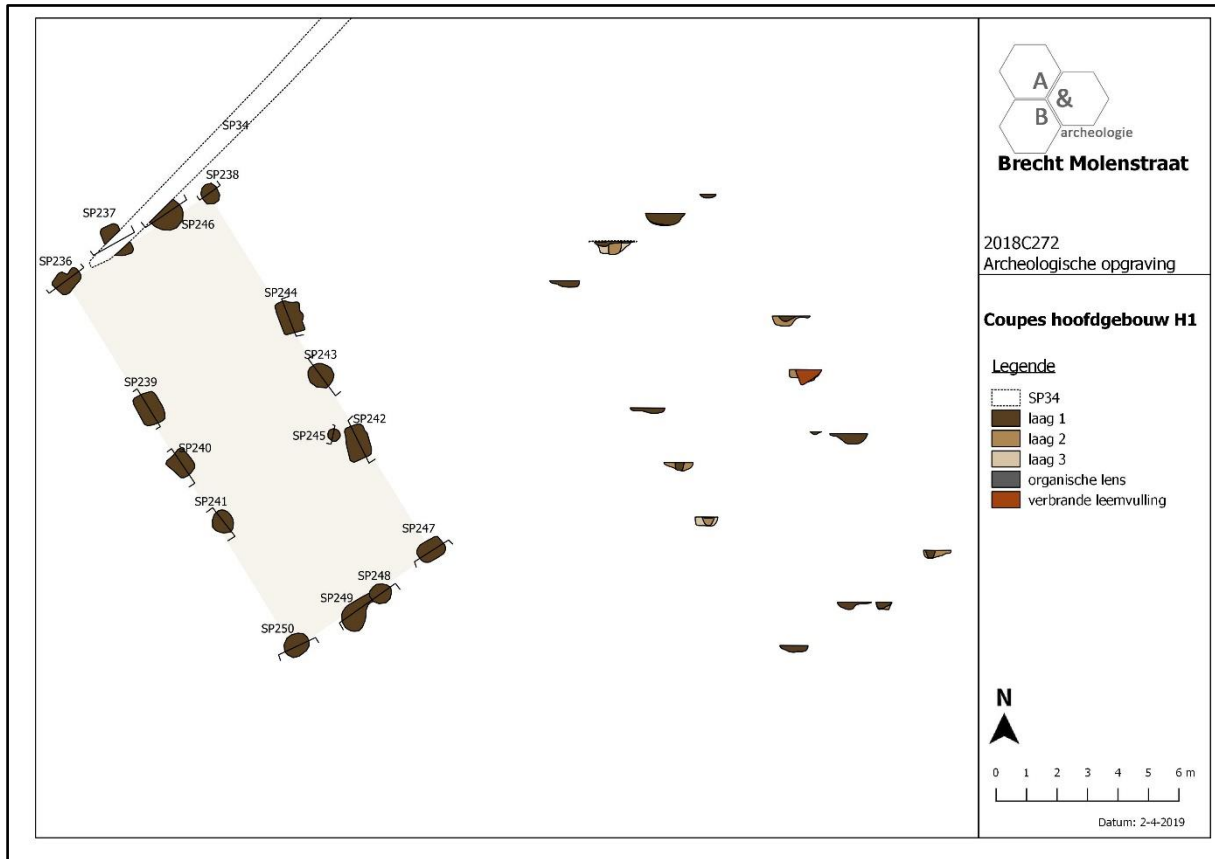 SP34
SP238
SP237
SP246
SP236
SP244
SP243
SP239
SP242
SP245
SP240
SP241
SP247
SP248
SP249
SP250
A
&
B
archeologie
Brecht Molenstraat
2018C272
Archeologische opgraving
Coupes hoofdgebouw H1
Legende
SP34
laag 1
laag 2
laag 3
organische lens
verbrande leemvulling
N
0 1 2 3 4 5 6 m
Datum: 2-4-2019